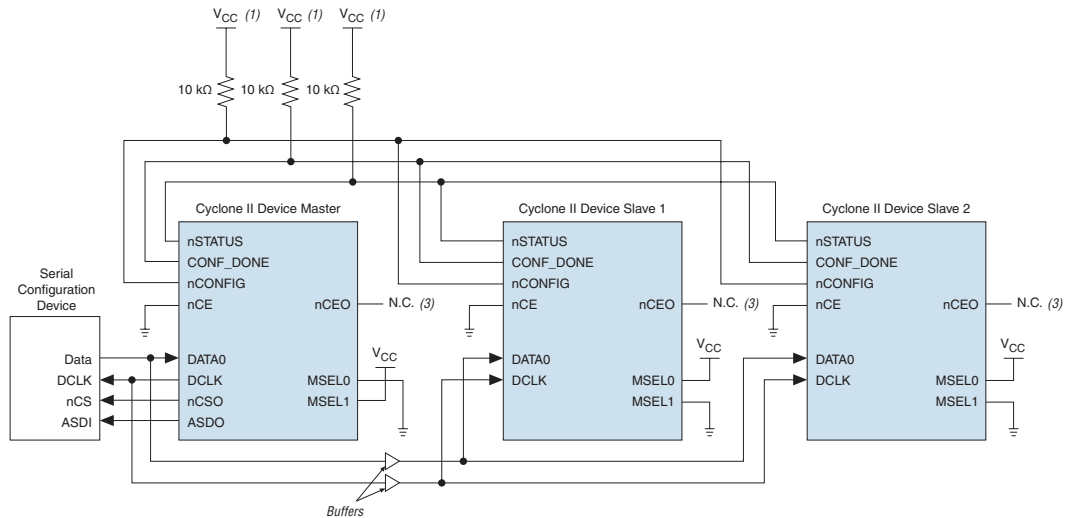 VCC (1) VCC (1) VCC (1)
10 kΩ 10 kΩ 10 kΩ
Cyclone II Device Master
nSTATUS
CONF_DONE
nCONFIG
nCE
nCEO
N.C. (3)
DATA0
DCLK
nCSO
ASDO
MSEL0
MSEL1
VCC
Serial
Configuration
Device
Data
DCLK
nCS
ASDI
Buffers
Cyclone II Device Slave 1
nSTATUS
CONF_DONE
nCONFIG
nCE
nCEO
N.C. (3)
DATA0
DCLK
MSEL0
MSEL1
VCC
Cyclone II Device Slave 2
nSTATUS
CONF_DONE
nCONFIG
nCE
nCEO
N.C. (3)
DATA0
DCLK
MSEL0
MSEL1
VCC